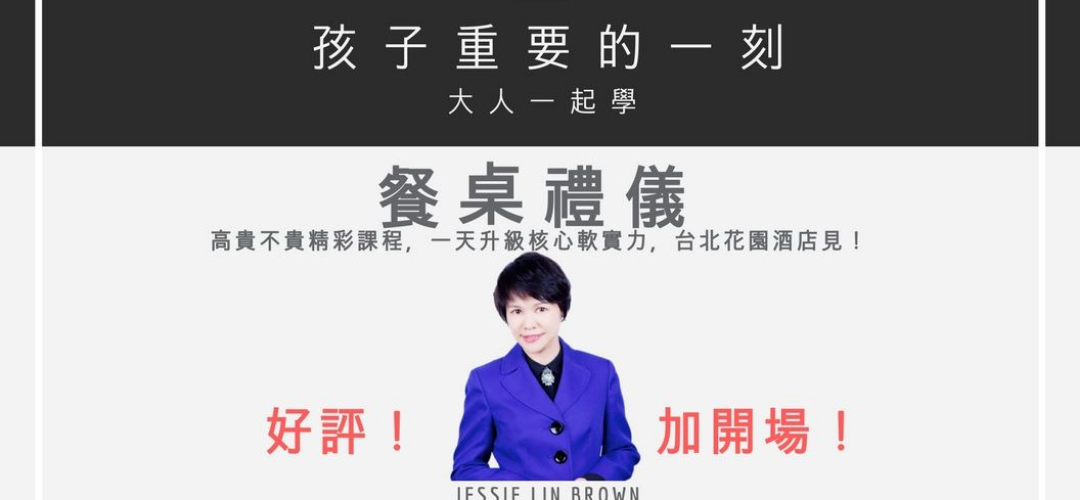 孩子重要的一刻
大人一起學
餐桌禮儀
高貴不貴精彩課程，一天升級核心軟實力，台北花園酒店見！
好評！ 加開場！
JESSIE LIN BROWN